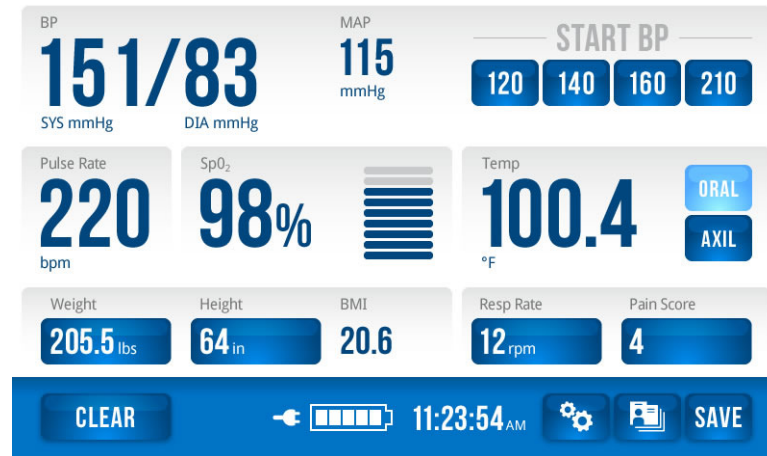 BP
151/83
SYS mmHg DIA mmHg
MAP
115
mmHg
START BP
120 140 160 210
Pulse Rate
220
bpm
SpO₂
98%
Temp
100.4
°F
ORAL
AXIL
Weight
205.5 lbs
Height
64 in
BMI
20.6
Resp Rate
12 rpm
Pain Score
4
CLEAR
11:23:54 AM
SAVE